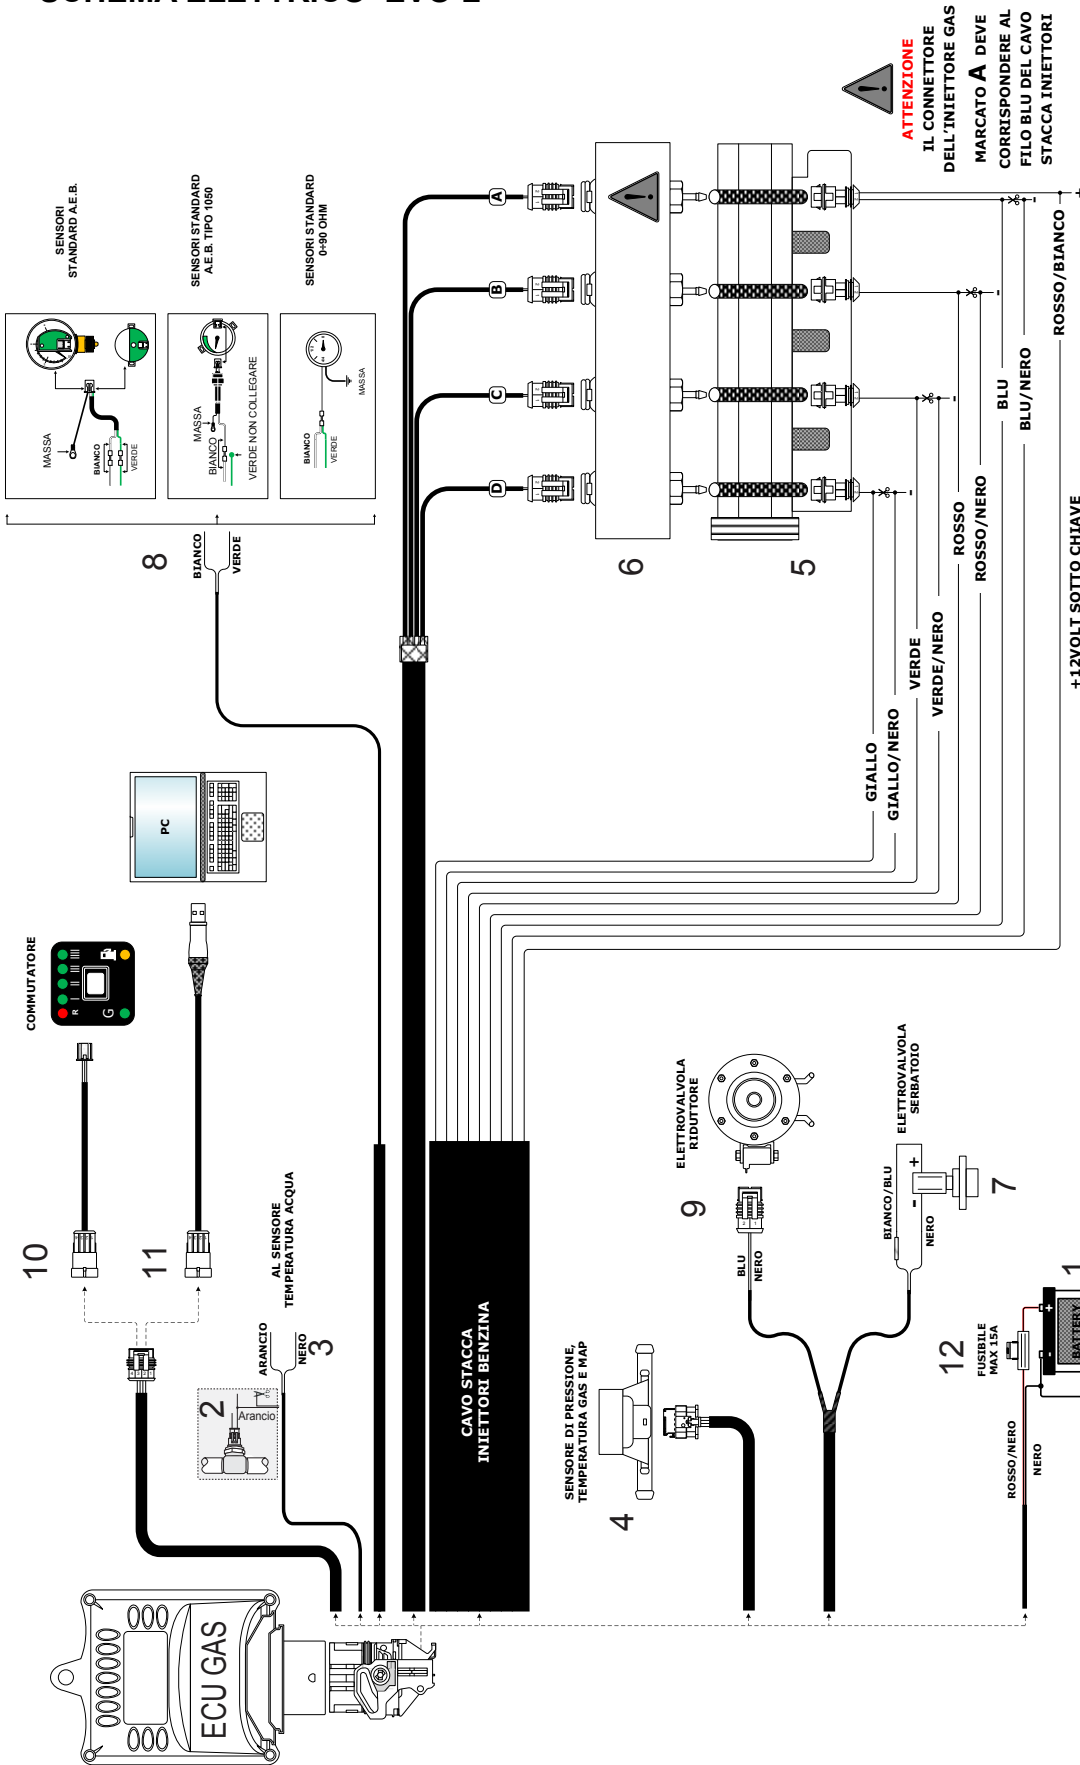 SCHEMA ELETTRICO EVO-E
ATTENZIONE
IL CONNETTORE
DELL'INIETTORE GAS
MARCATO A DEVE
CORRISPONDERE AL
FILO BLU DEL CAVO
STACCA INIETTORI
SENSORI
STANDARD A.E.B.
MASSA
BIANCO
VERDE
SENSORI STANDARD
A.E.B. TIPO 1050
MASSA
BIANCO
VERDE NON COLLEGARE
SENSORI STANDARD
0÷90 OHM
BIANCO
VERDE
MASSA
8
BIANCO
VERDE
A
B
C
D
6
5
PC
COMMUTATORE
R
G
10
11
AL SENSORE
TEMPERATURA ACQUA
ARANCIO
NERO
3
2
Arancio
ECU GAS
CAVO STACCA
INIETTORI BENZINA
GIALLO
GIALLO/NERO
VERDE
VERDE/NERO
ROSSO
ROSSO/NERO
BLU
BLU/NERO
ROSSO/BIANCO
+
-
-
-
-
+12VOLT SOTTO CHIAVE
SENSORE DI PRESSIONE,
TEMPERATURA GAS E MAP
4
ELETTROVALVOLA
RIDUTTORE
9
BLU
NERO
ELETTROVALVOLA
SERBATOIO
BIANCO/BLU
NERO
+
-
7
12
FUSIBILE
MAX 15A
ROSSO/NERO
NERO
1
+
-
BATTERY